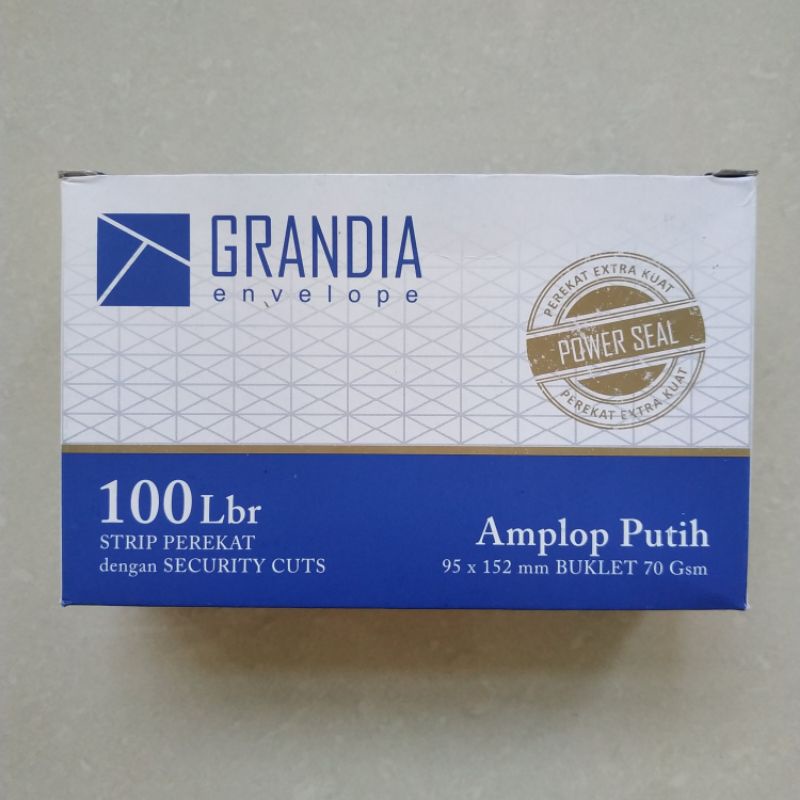 GRANDIA
envelope
PEREKAT EXTRA KUAT
POWER SEAL
PEREKAT EXTRA KUAT
100 Lbr
STRIP PEREKAT
dengan SECURITY CUTS
Amplop Putih
95 x 152 mm BUKLET 70 Gsm